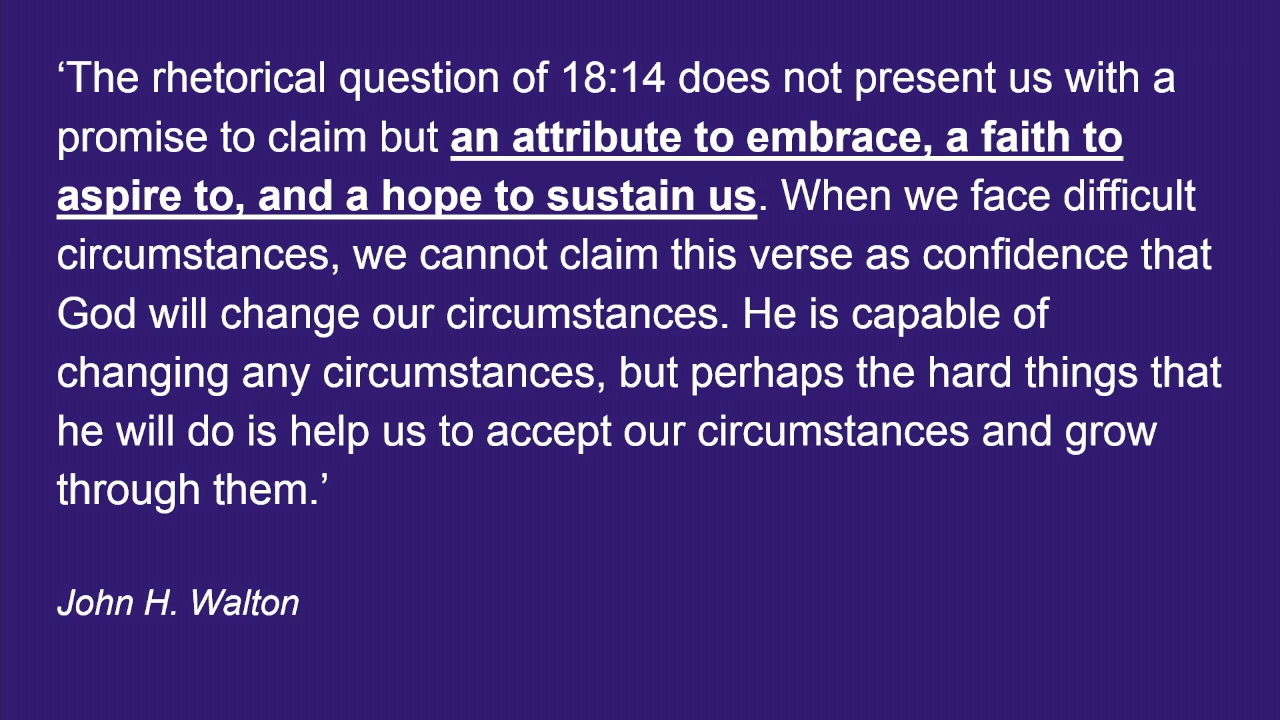 ‘The rhetorical question of 18:14 does not present us with a
promise to claim but an attribute to embrace, a faith to
aspire to, and a hope to sustain us. When we face difficult
circumstances, we cannot claim this verse as confidence that
God will change our circumstances. He is capable of
changing any circumstances, but perhaps the hard things that
he will do is help us to accept our circumstances and grow
through them.’
John H. Walton